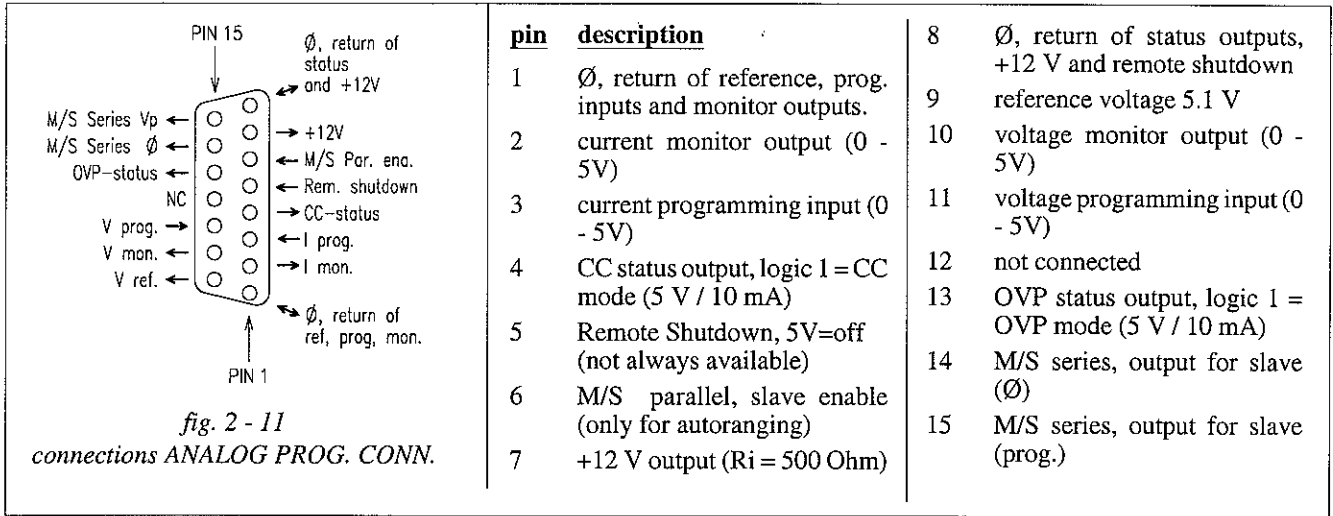 PIN 15
Ø, return of
status
and +12V
M/S Series Vp
M/S Series Ø
OVP-status
NC
V prog.
V mon.
V ref.
+12V
M/S Par. ena.
Rem. shutdown
CC-status
I prog.
I mon.
Ø, return of
ref, prog, mon.
PIN 1
fig. 2 - 11
connections ANALOG PROG. CONN.
pin description
1 Ø, return of reference, prog.
inputs and monitor outputs.
2 current monitor output (0 -
5V)
3 current programming input (0
- 5V)
4 CC status output, logic 1 = CC
mode (5 V / 10 mA)
5 Remote Shutdown, 5V=off
(not always available)
6 M/S parallel, slave enable
(only for autoranging)
7 +12 V output (Ri = 500 Ohm)
8 Ø, return of status outputs,
+12 V and remote shutdown
9 reference voltage 5.1 V
10 voltage monitor output (0 -
5V)
11 voltage programming input (0
- 5V)
12 not connected
13 OVP status output, logic 1 =
OVP mode (5 V / 10 mA)
14 M/S series, output for slave
(Ø)
15 M/S series, output for slave
(prog.)